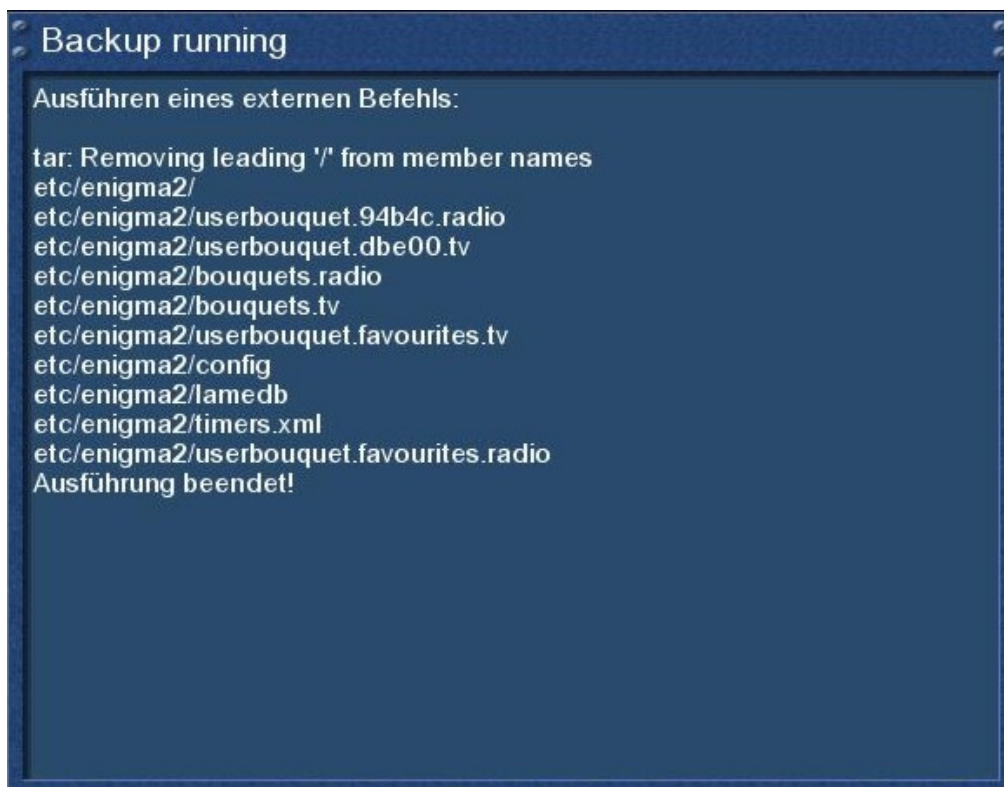 Backup running
Ausführen eines externen Befehls:
tar: Removing leading '/' from member names
etc/enigma2/
etc/enigma2/userbouquet.94b4c.radio
etc/enigma2/userbouquet.dbe00.tv
etc/enigma2/bouquets.radio
etc/enigma2/bouquets.tv
etc/enigma2/userbouquet.favourites.tv
etc/enigma2/config
etc/enigma2/lamedb
etc/enigma2/timers.xml
etc/enigma2/userbouquet.favourites.radio
Ausführung beendet!